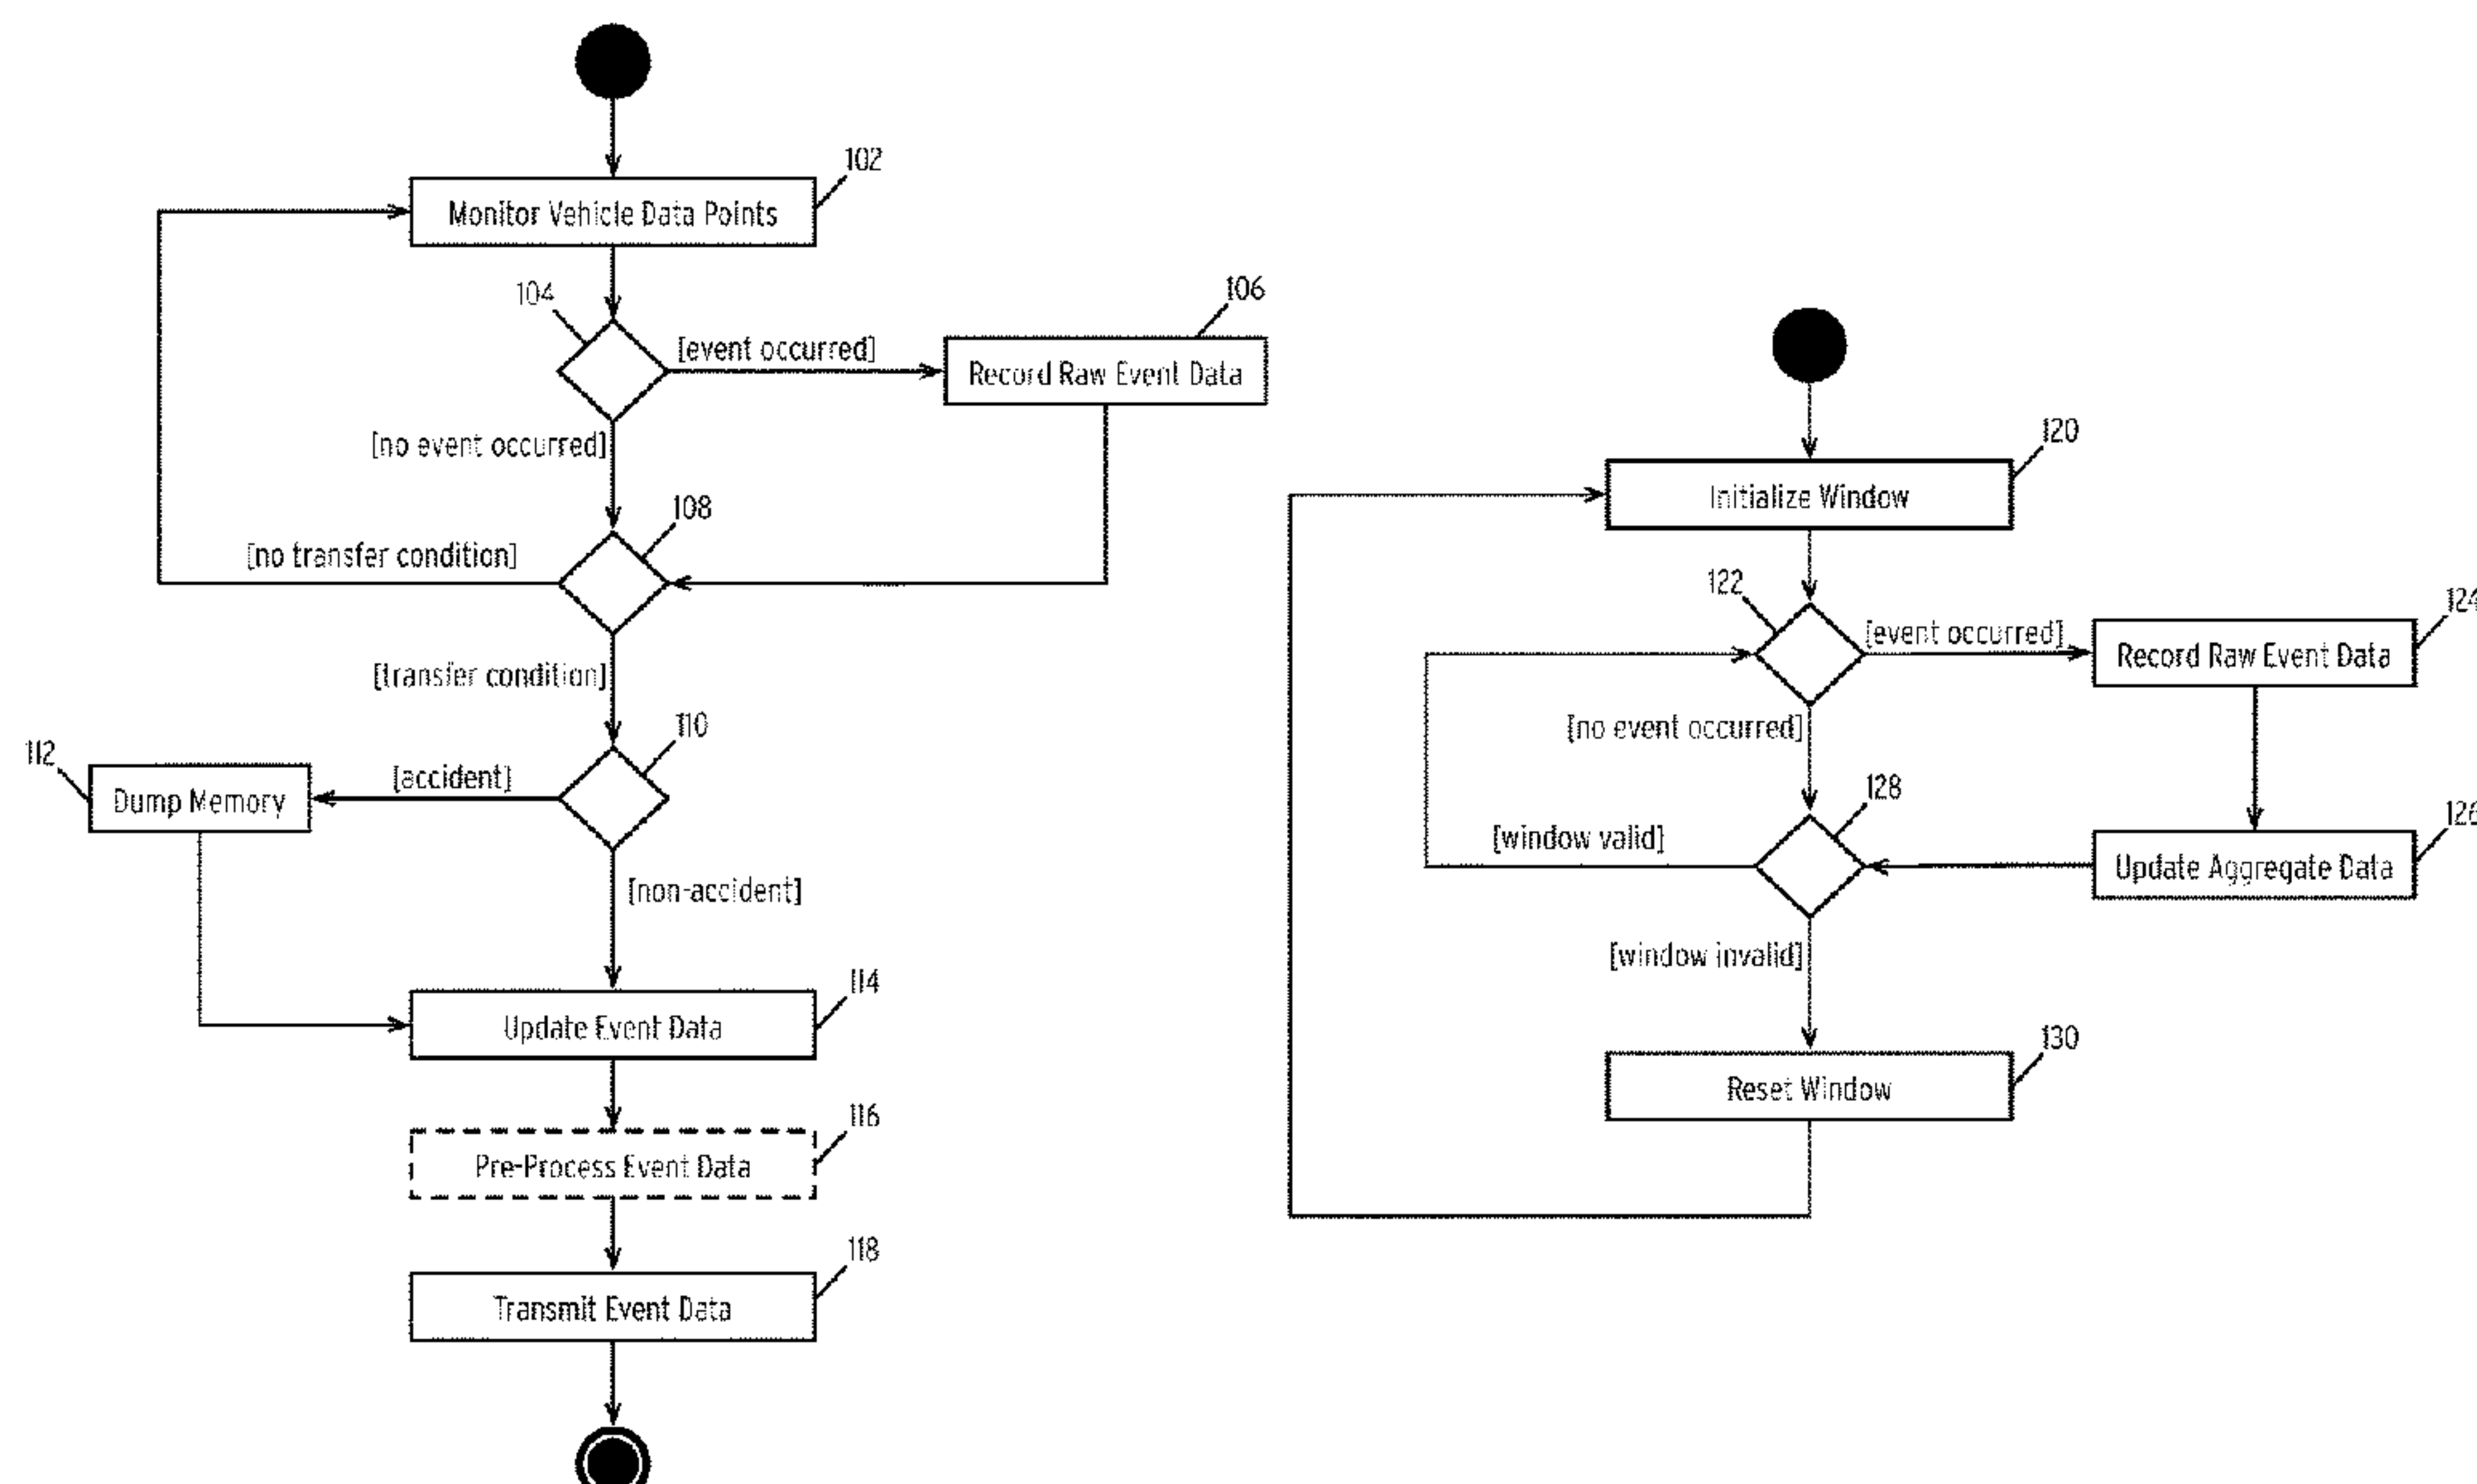 102
Monitor Vehicle Data Points
104
[event occurred]
106
Record Raw Event Data
[no event occurred]
108
[no transfer condition]
[transfer condition]
110
112
[accident]
Dump Memory
[non-accident]
114
Update Event Data
116
Pre-Process Event Data
118
Transmit Event Data
120
Initialize Window
122
[event occurred]
124
Record Raw Event Data
[no event occurred]
128
[window valid]
126
Update Aggregate Data
[window invalid]
130
Reset Window